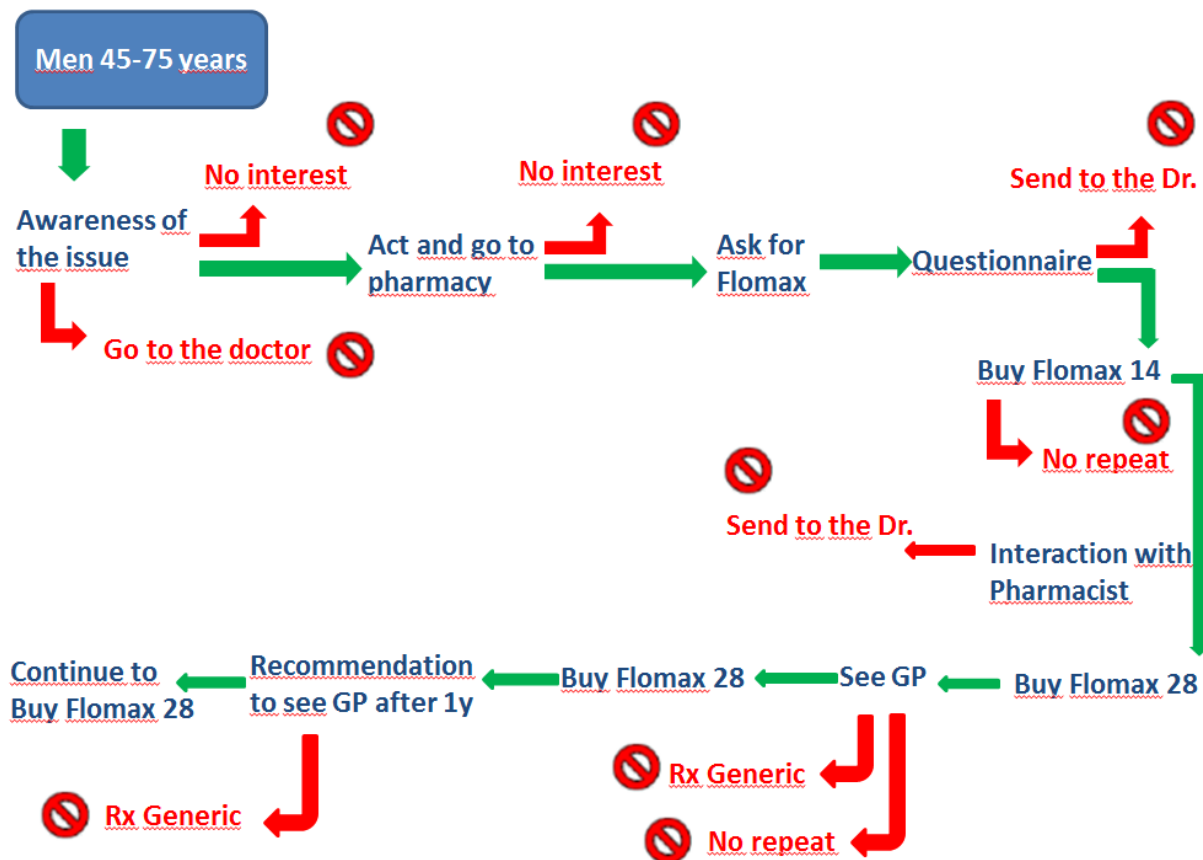 Men 45-75 years
No interest
No interest
Send to the Dr.
Awareness of
the issue
Act and go to
pharmacy
Ask for
Flomax
Questionnaire
Go to the doctor
Buy Flomax 14
No repeat
Send to the Dr.
Interaction with
Pharmacist
Continue to
Buy Flomax 28
Recommendation
to see GP after 1y
Buy Flomax 28
See GP
Buy Flomax 28
Rx Generic
Rx Generic
No repeat